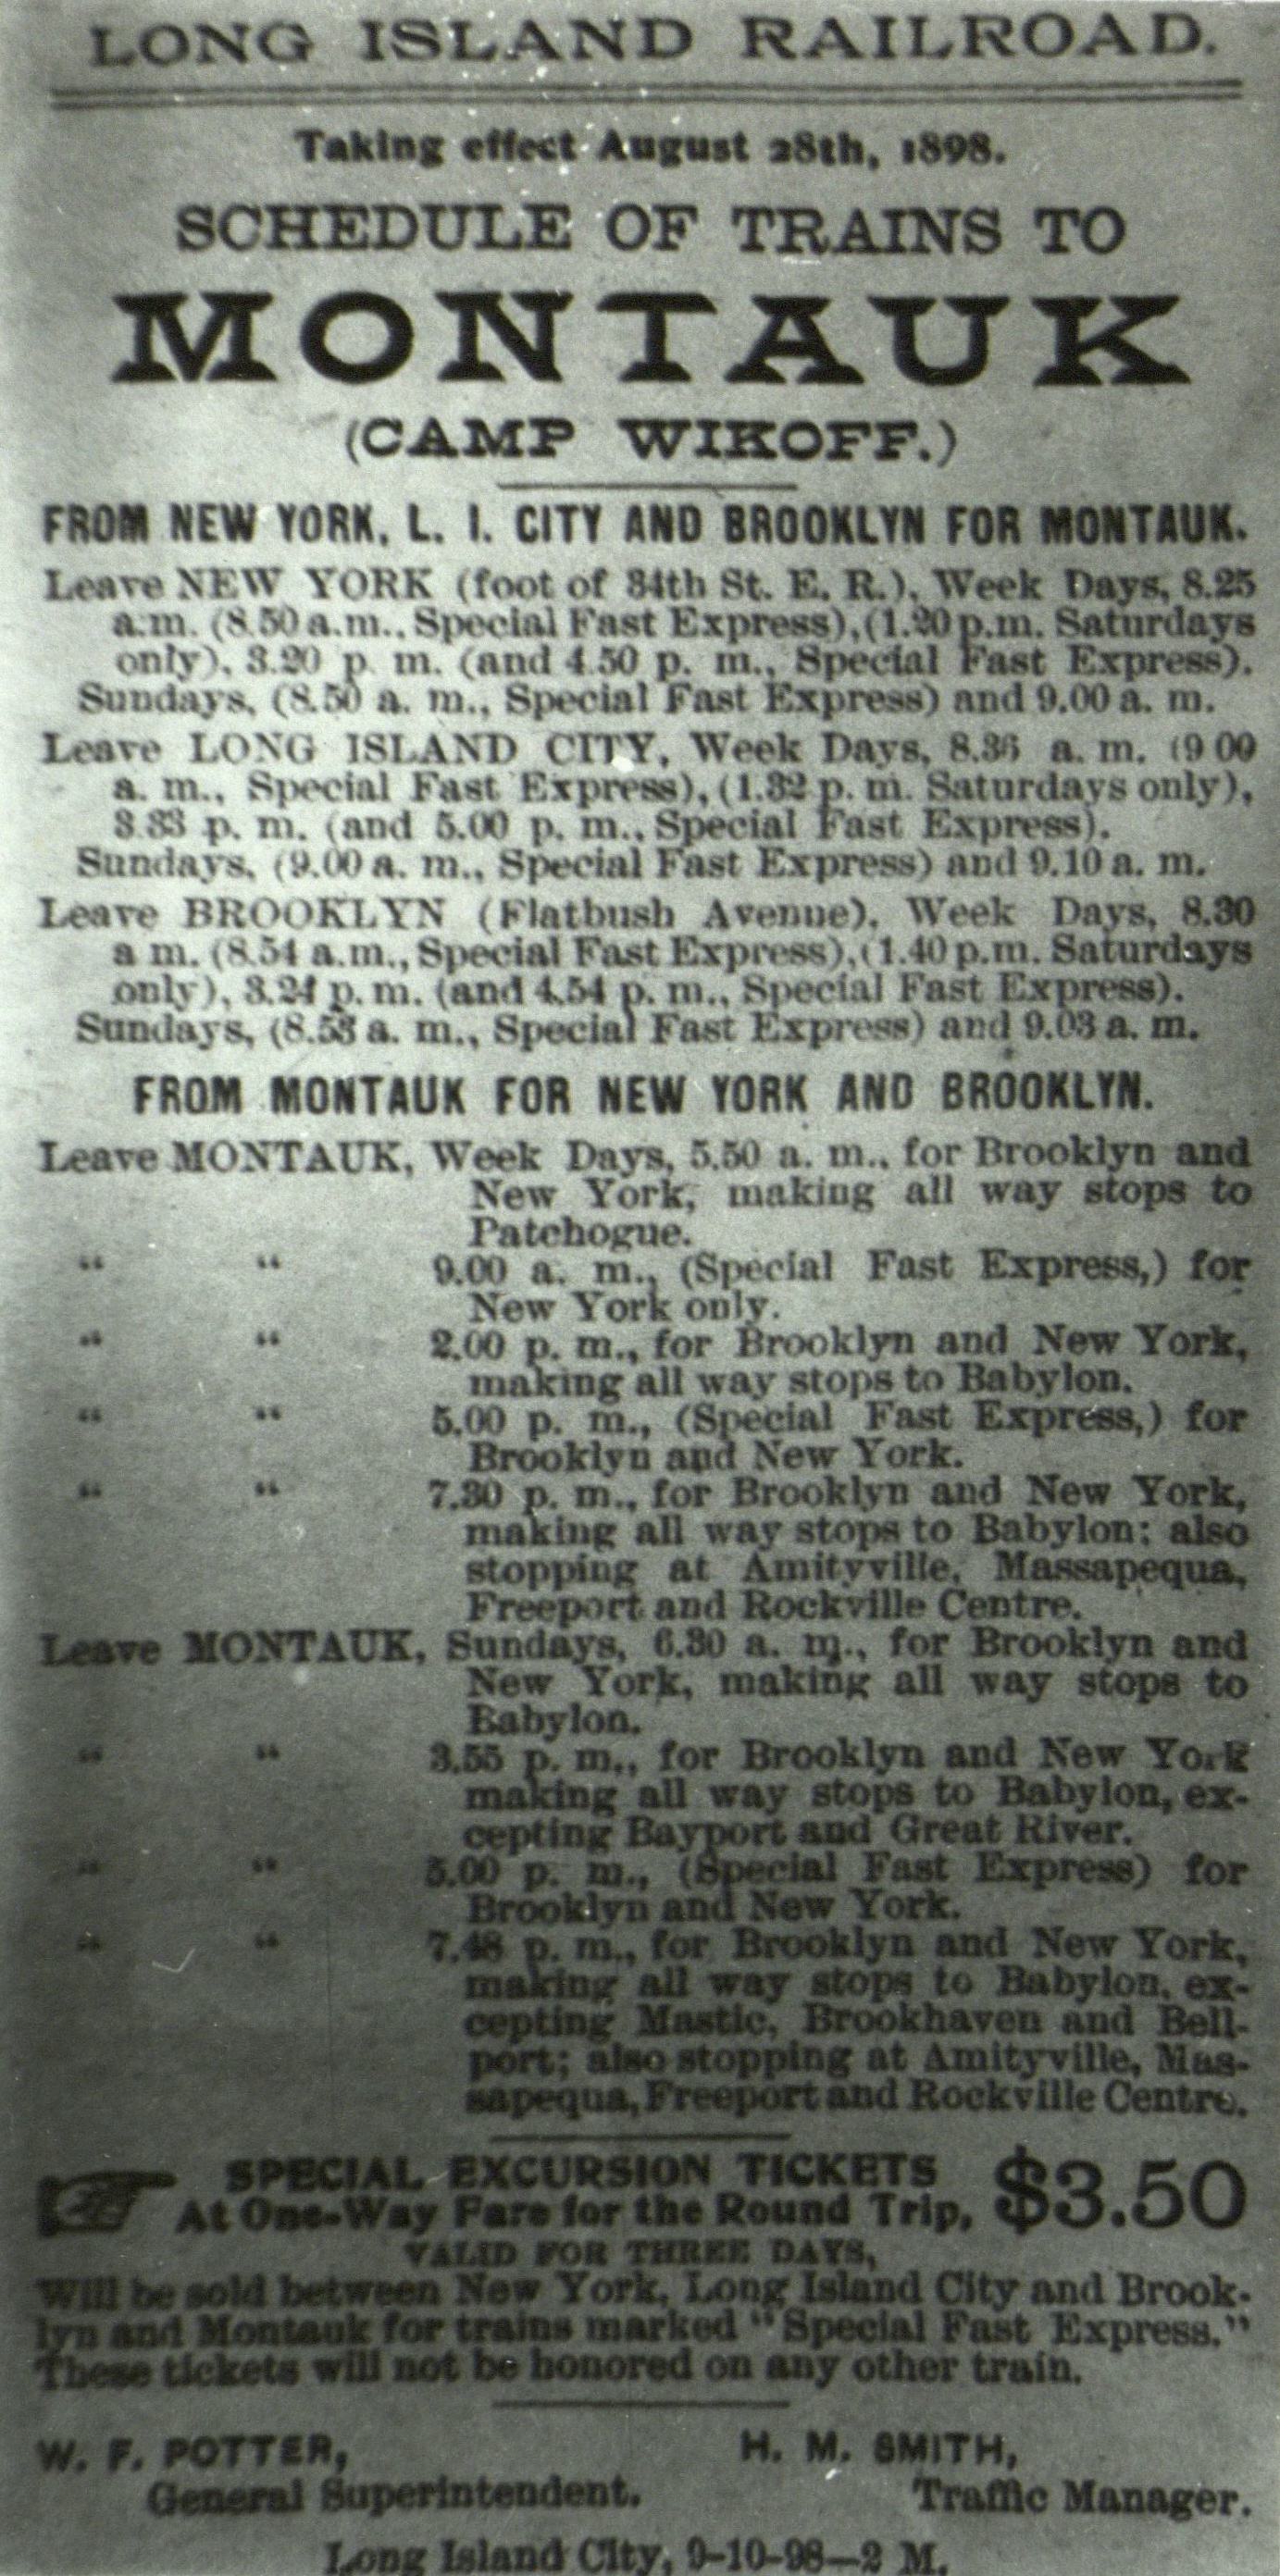 LONG ISLAND RAILROAD.
Taking effect August 28th, 1898.
SCHEDULE OF TRAINS TO
MONTAUK
(CAMP WIKOFF.)
FROM NEW YORK, L. I. CITY AND BROOKLYN FOR MONTAUK.
Leave NEW YORK (foot of 34th St. E. R.), Week Days, 8.25
a.m. (8.50 a.m., Special Fast Express), (1.20 p.m. Saturdays
only), 3.20 p. m. (and 4.50 p. m., Special Fast Express).
Sundays, (8.50 a. m., Special Fast Express) and 9.00 a. m.
Leave LONG ISLAND CITY, Week Days, 8.36 a. m. (9 00
a. m., Special Fast Express), (1.32 p. m. Saturdays only),
3.33 p. m. (and 5.00 p. m., Special Fast Express).
Sundays, (9.00 a. m., Special Fast Express) and 9.10 a. m.
Leave BROOKLYN (Flatbush Avenue), Week Days, 8.30
a m. (8.54 a.m., Special Fast Express), (1.40 p.m. Saturdays
only), 3.24 p. m. (and 4.54 p. m., Special Fast Express).
Sundays, (8.53 a. m., Special Fast Express) and 9.03 a. m.
FROM MONTAUK FOR NEW YORK AND BROOKLYN.
Leave MONTAUK, Week Days, 5.50 a. m., for Brooklyn and
New York, making all way stops to
Patchogue.
" " 9.00 a. m., (Special Fast Express,) for
New York only.
" " 2.00 p. m., for Brooklyn and New York,
making all way stops to Babylon.
" " 5.00 p. m., (Special Fast Express,) for
Brooklyn and New York.
" " 7.30 p. m., for Brooklyn and New York,
making all way stops to Babylon; also
stopping at Amityville, Massapequa,
Freeport and Rockville Centre.
Leave MONTAUK, Sundays, 6.30 a. m., for Brooklyn and
New York, making all way stops to
Babylon.
" " 3.55 p. m., for Brooklyn and New York
making all way stops to Babylon, ex-
cepting Bayport and Great River.
" " 5.00 p. m., (Special Fast Express) for
Brooklyn and New York.
" " 7.48 p. m., for Brooklyn and New York,
making all way stops to Babylon, ex-
cepting Mastic, Brookhaven and Bell-
port; also stopping at Amityville, Mas-
sapequa, Freeport and Rockville Centre.
SPECIAL EXCURSION TICKETS
At One-Way Fare for the Round Trip, $3.50
VALID FOR THREE DAYS,
Will be sold between New York, Long Island City and Brook-
lyn and Montauk for trains marked "Special Fast Express."
These tickets will not be honored on any other train.
W. F. POTTER, H. M. SMITH,
General Superintendent. Traffic Manager.
Long Island City, 9-10-98—2 M.